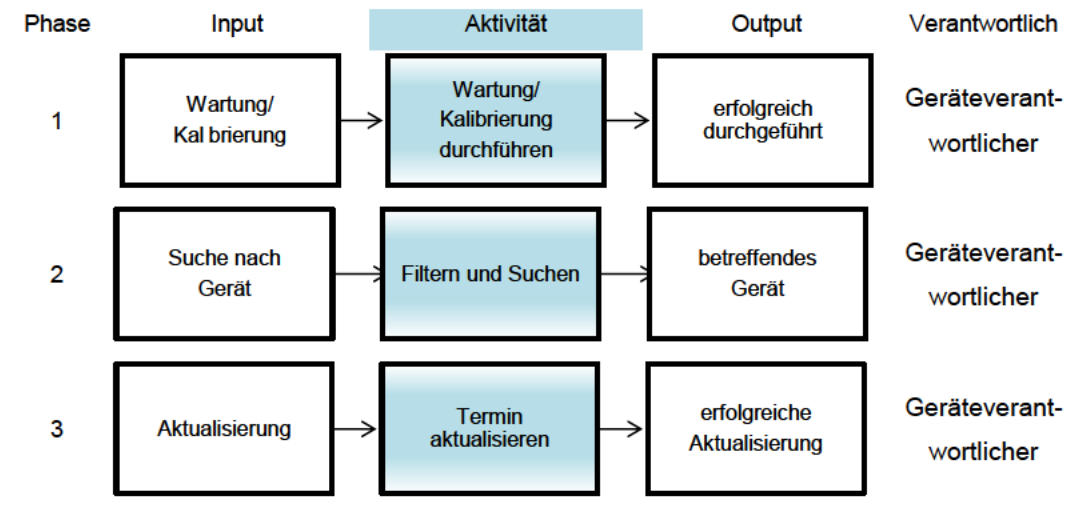 Phase Input Aktivität Output Verantwortlich
1
Wartung/
Kal brierung
Wartung/
Kalibrierung
durchführen
erfolgreich
durchgeführt
Geräteverant-
wortlicher
2
Suche nach
Gerät
Filtern und Suchen
betreffendes
Gerät
Geräteverant-
wortlicher
3
Aktualisierung
Termin
aktualisieren
erfolgreiche
Aktualisierung
Geräteverant-
wortlicher